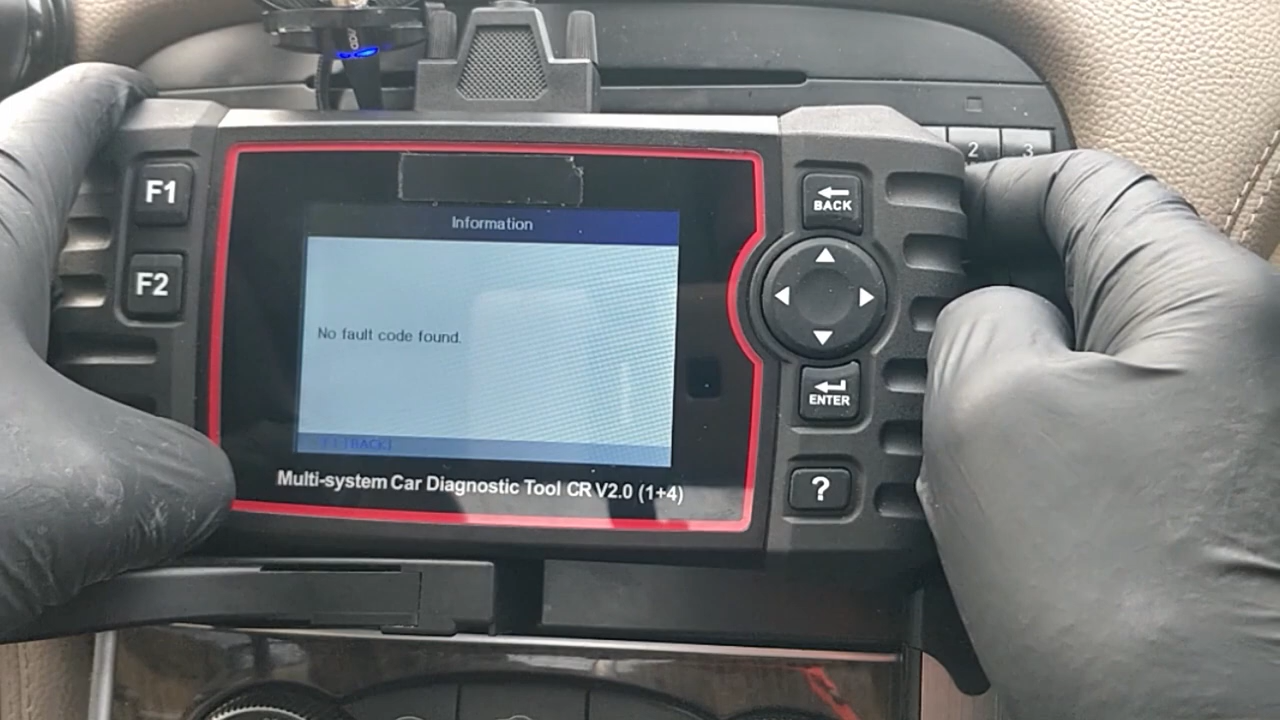 2 3
F1
BACK
Information
F2
No fault code found.
ENTER
[BACK]
Multi-system Car Diagnostic Tool CR V2.0 (1+4)
?